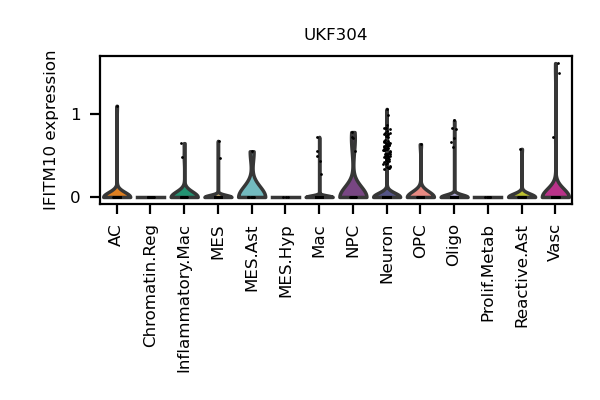 UKF304
IFITM10 expression
1
0
AC
Chromatin.Reg
Inflammatory.Mac
MES
MES.Ast
MES.Hyp
Mac
NPC
Neuron
OPC
Oligo
Prolif.Metab
Reactive.Ast
Vasc